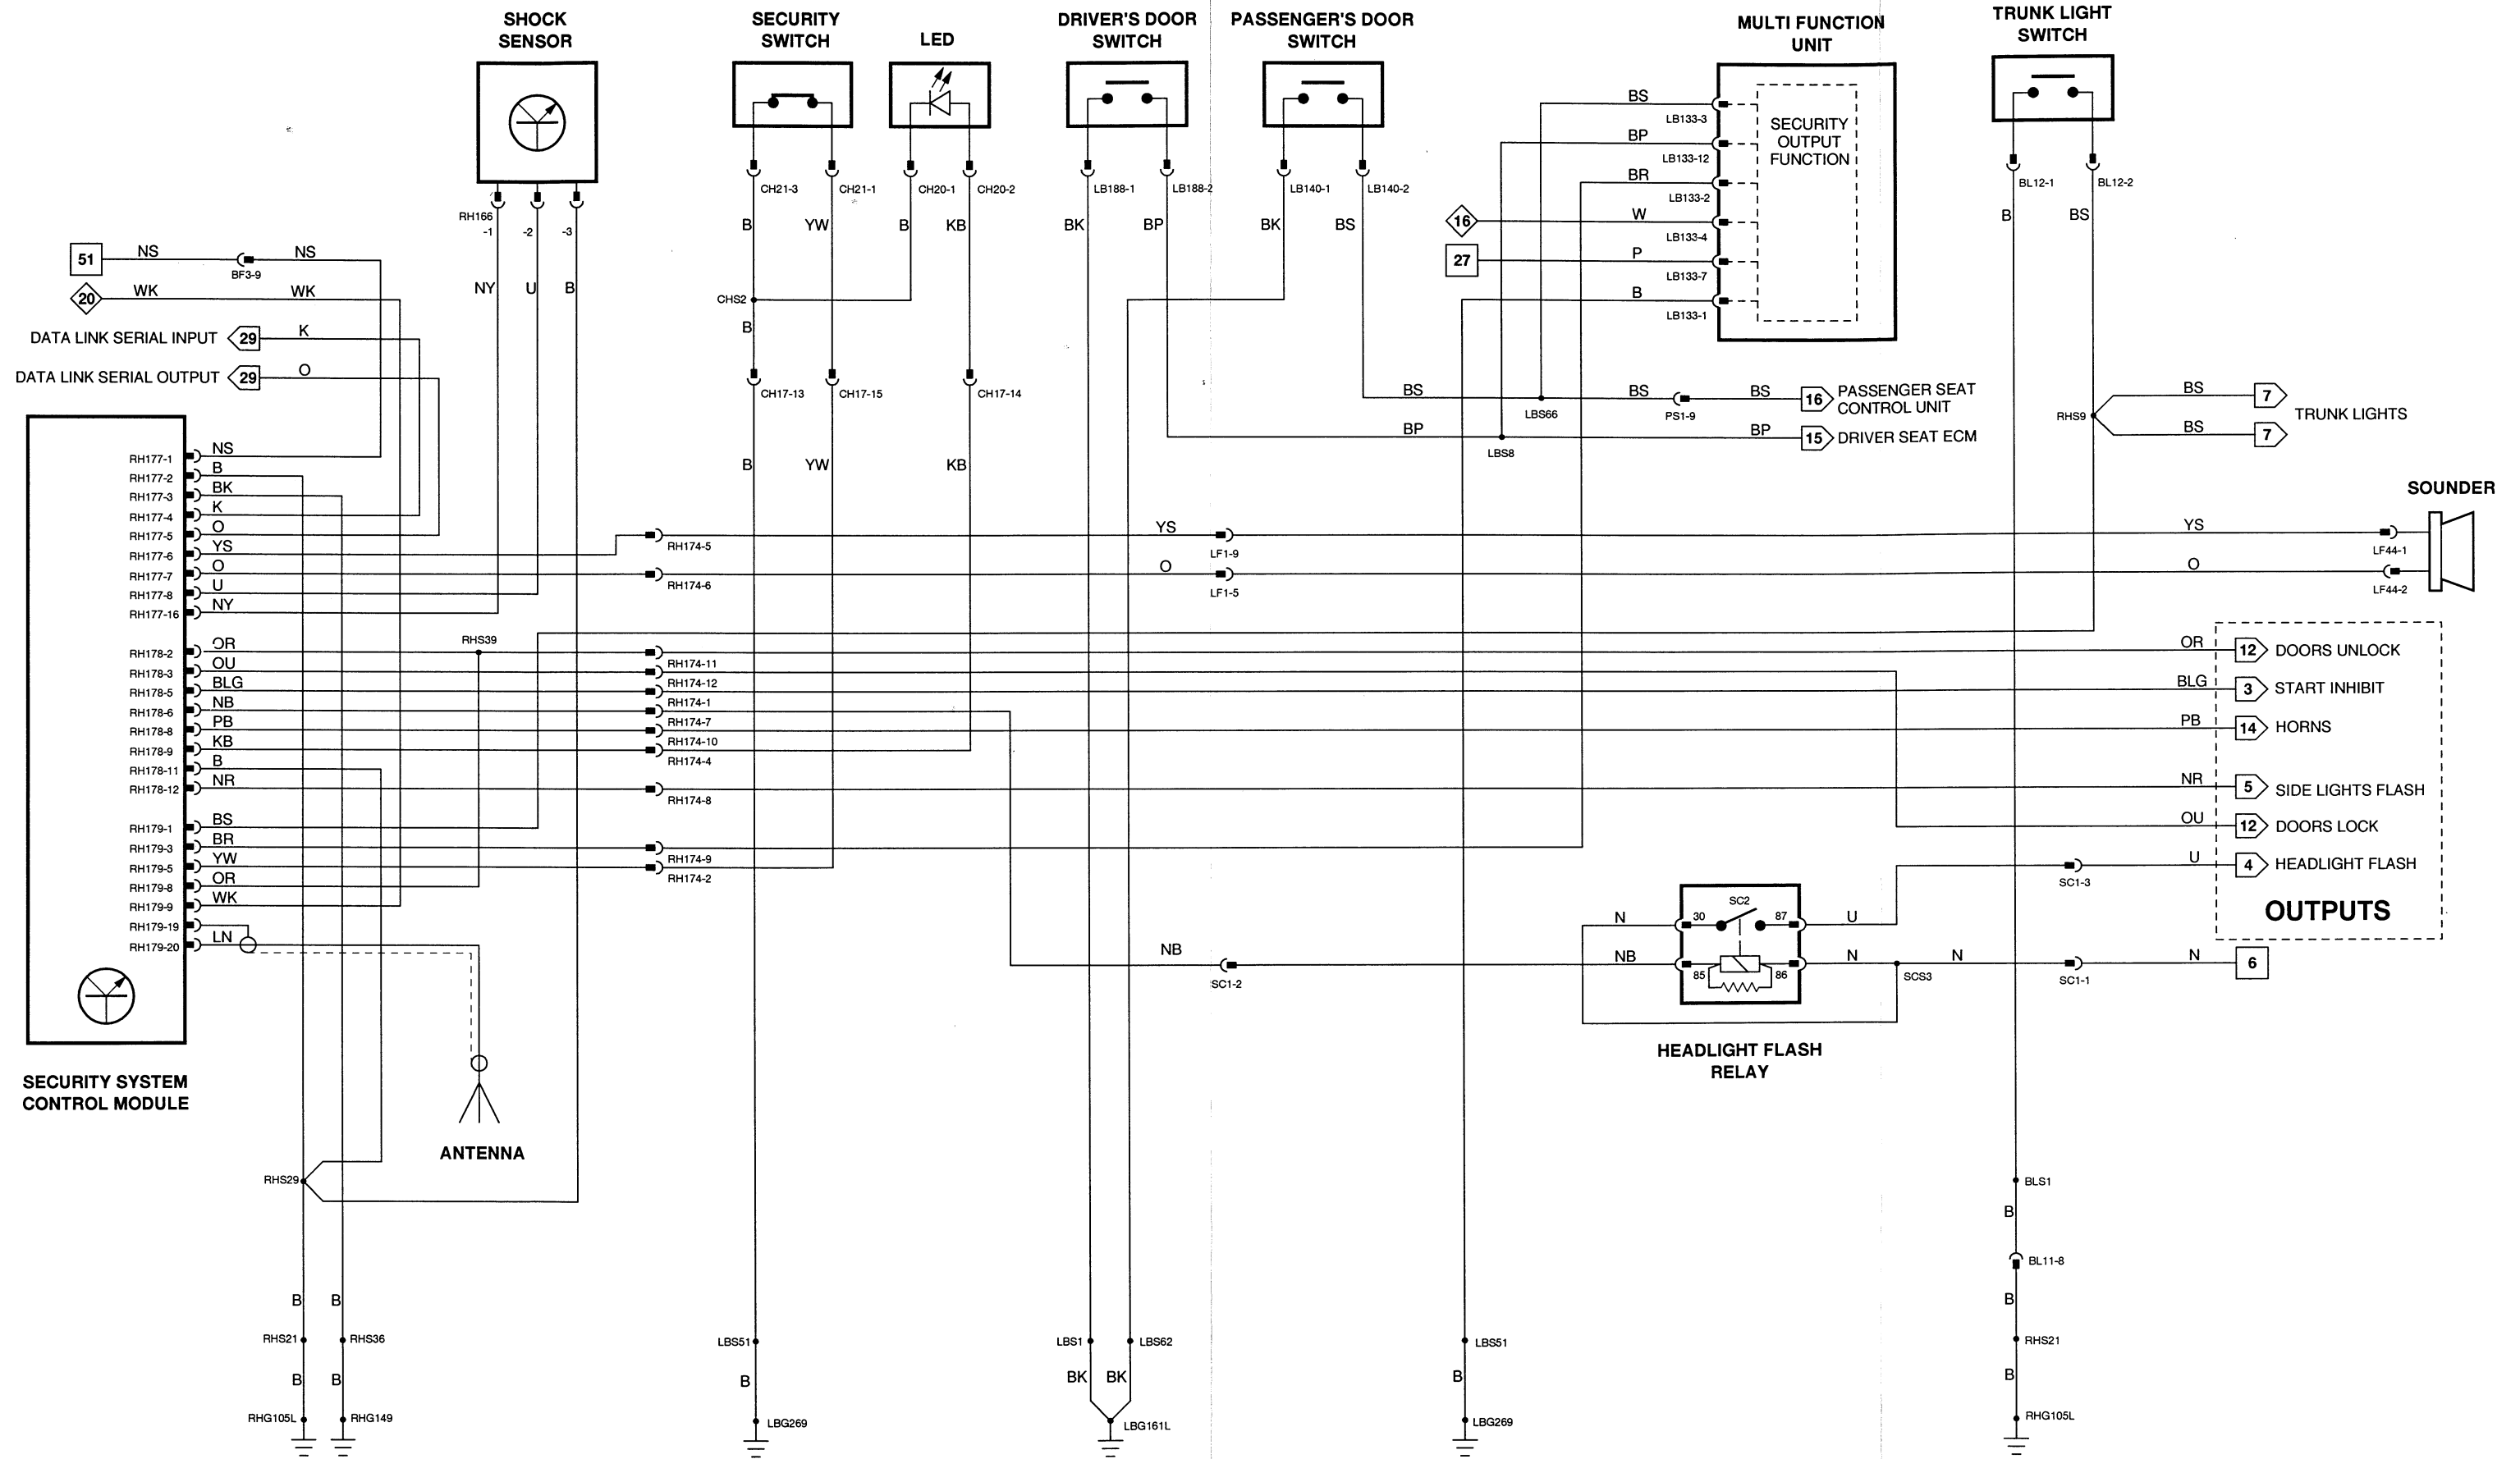 SHOCK
SENSOR
SECURITY
SWITCH
LED
DRIVER'S DOOR
SWITCH
PASSENGER'S DOOR
SWITCH
MULTI FUNCTION
UNIT
TRUNK LIGHT
SWITCH
SECURITY
OUTPUT
FUNCTION
BS
LB133-3
BP
LB133-12
BR
LB133-2
16
W
LB133-4
27
P
LB133-7
B
LB133-1
RH166
-1
-2
-3
CH21-3
CH21-1
CH20-1
CH20-2
LB188-1
LB188-2
LB140-1
LB140-2
BL12-1
BL12-2
B
YW
B
KB
BK
BP
BK
BS
B
BS
51
NS
BF3-9
NS
20
WK
WK
NY
U
B
CHS2
B
DATA LINK SERIAL INPUT
29
K
DATA LINK SERIAL OUTPUT
29
O
CH17-13
CH17-15
CH17-14
BS
LBS66
BS
PS1-9
BS
16
PASSENGER SEAT
CONTROL UNIT
BP
LBS8
BP
15
DRIVER SEAT ECM
RHS9
BS
7
BS
7
TRUNK LIGHTS
B
YW
KB
RH177-1
NS
RH177-2
B
RH177-3
BK
RH177-4
K
RH177-5
O
RH177-6
YS
RH177-7
O
RH177-8
U
RH177-16
NY
RH174-5
YS
LF1-9
YS
LF44-1
RH174-6
O
LF1-5
O
LF44-2
SOUNDER
RHS39
RH178-2
OR
RH178-3
OU
RH178-5
BLG
RH178-6
NB
RH178-8
PB
RH178-9
KB
RH178-11
B
RH178-12
NR
RH174-11
RH174-12
RH174-1
RH174-7
RH174-10
RH174-4
RH174-8
RH179-1
BS
RH179-3
BR
RH179-5
YW
RH179-8
OR
RH179-9
WK
RH179-19
RH179-20
LN
RH174-9
RH174-2
OR
12
DOORS UNLOCK
BLG
3
START INHIBIT
PB
14
HORNS
NR
5
SIDE LIGHTS FLASH
OU
12
DOORS LOCK
U
4
HEADLIGHT FLASH
OUTPUTS
SC1-3
NB
SC1-2
N
NB
SC2
30
87
85
86
U
N
SCS3
N
SC1-1
N
6
HEADLIGHT FLASH
RELAY
SECURITY SYSTEM
CONTROL MODULE
ANTENNA
RHS29
BLS1
B
BL11-8
B
B
B
RHS21
RHS36
LBS51
LBS1
LBS62
LBS51
RHS21
B
B
B
BK
BK
B
B
RHG105L
RHG149
LBG269
LBG161L
LBG269
RHG105L